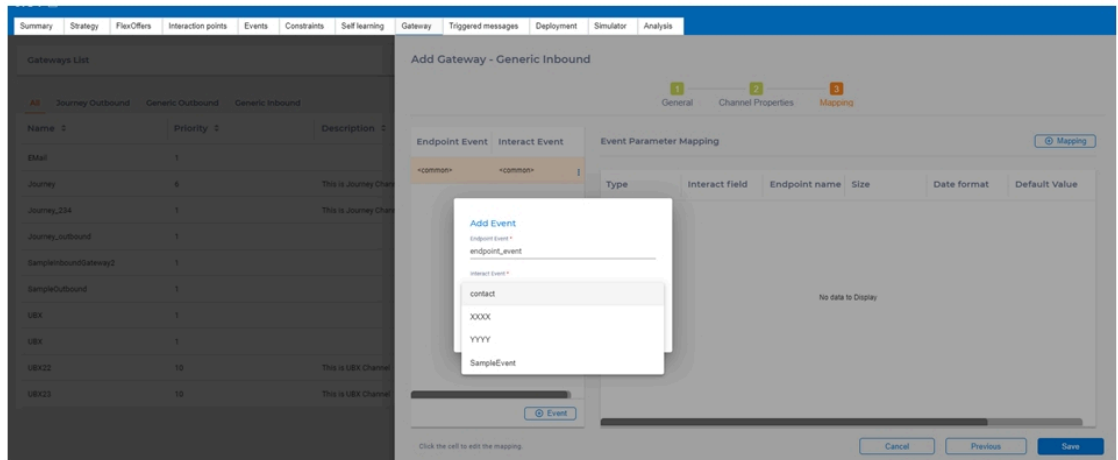 Summary Strategy FlexOffers Interaction points Events Constraints Self learning Gateway Triggered messages Deployment Simulator Analysis
Gateways List
Add Gateway - Generic Inbound
1 2 3
General Channel Properties Mapping
All Journey Outbound Generic Outbound Generic Inbound
Name Priority Description
Endpoint Event Interact Event
Event Parameter Mapping
Mapping
EMail 1
<common> <common>
Type Interact field Endpoint name Size Date format Default Value
Journey 6 This is Journey Chan
Journey_234 1 This is Journey Chan
Journey_outbound 1
SampleInboundGateway2 1
SampleOutbound 1
UBX 1
UBX 1
UBX22 10 This is UBX Channel
UBX23 10 This is UBX Channel
Add Event
Endpoint Event *
endpoint_event
Interact Event *
contact
XXXX
YYYY
SampleEvent
No data to Display
Event
Click the cell to edit the mapping.
Cancel Previous Save